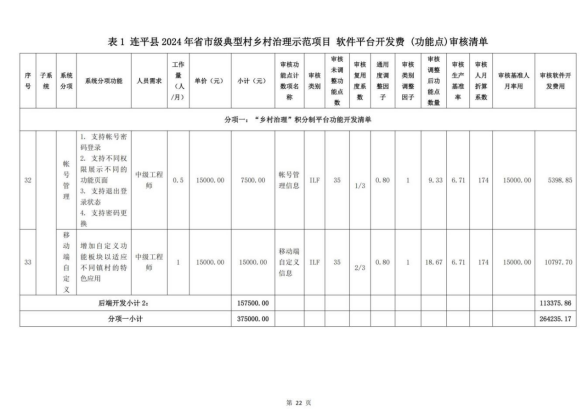 表 1 连平县 2024 年省市级典型村乡村治理示范项目 软件平台开发费 (功能点)审核清单
序号 子系统 系统分项 系统分项功能 人员需求 工作量（人/月） 单价（元） 小计（元） 审核功能点计数项名称 审核类别 审核未调整功能点数 审核复用度系数 通用度调整因子 审核类别调整因子 审核调整后功能点数量 审核生产基准率 审核人月折算系数 审核基准人月率用 审核软件开发费用
分项一：“乡村治理”积分制平台功能开发清单
32 帐号管理 1. 支持帐号密码登录 2. 支持不同权限展示不同的功能页面 3. 支持退出登录状态 4. 支持密码更换 中级工程师 0.5 15000.00 7500.00 帐号管理信息 ILF 35 1/3 0.80 1 9.33 6.71 174 15000.00 5398.85
33 移动端自定义 增加自定义功能板块以适应不同镇村的特色应用 中级工程师 1 15000.00 15000.00 移动端自定义信息 ILF 35 2/3 0.80 1 18.67 6.71 174 15000.00 10797.70
后端开发小计 2: 157500.00 113375.86
分项一小计 375000.00 264235.17
第 22 页